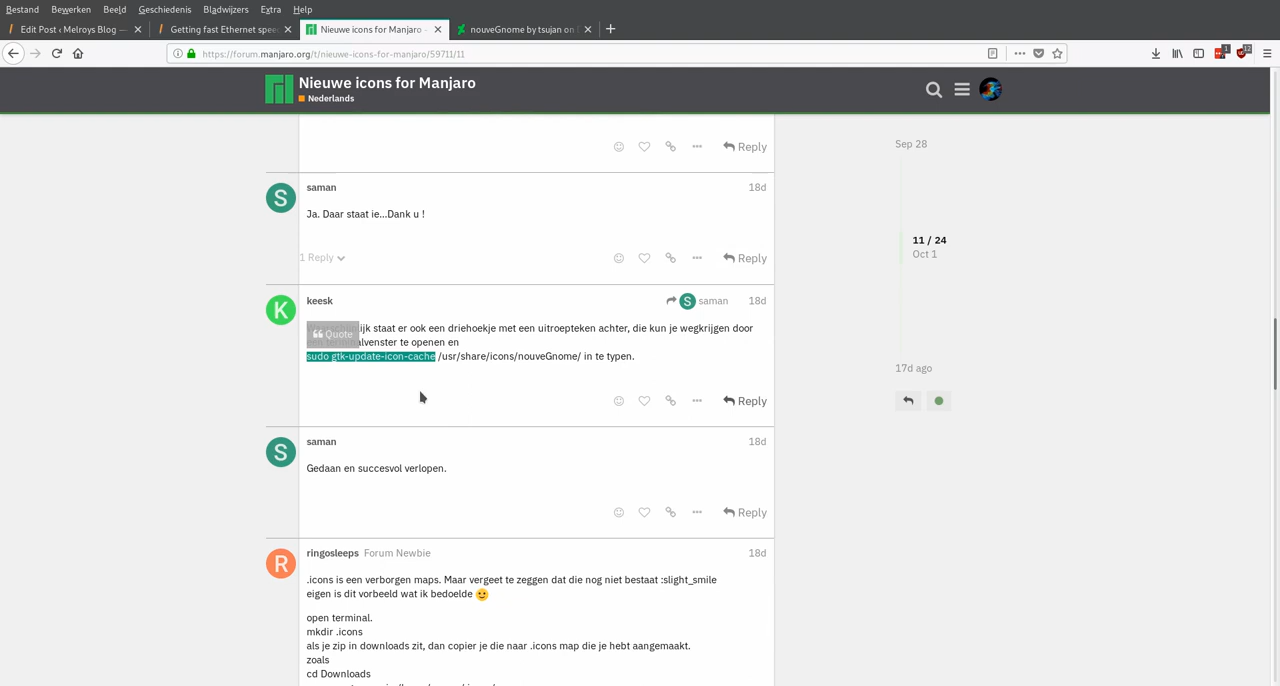 Bestand Bewerken Beeld Geschiedenis Bladwijzers Extra Help
Edit Post ‹ Melroys Blog —
Getting fast Ethernet spee
Nieuwe icons for Manjaro -
nouveGnome by tsujan on
https://forum.manjaro.org/t/nieuwe-icons-for-manjaro/59711/11
1
12
Nieuwe icons for Manjaro
Nederlands
Reply
Sep 28
saman 18d
Ja. Daar staat ie...Dank u !
11 / 24
Oct 1
1 Reply
Reply
keesk saman 18d
Quote
ijk staat er ook een driehoekje met een uitroepteken achter, die kun je wegkrijgen door
alvenster te openen en
sudo gtk-update-icon-cache /usr/share/icons/nouveGnome/ in te typen.
17d ago
Reply
saman 18d
Gedaan en succesvol verlopen.
Reply
ringosleeps Forum Newbie 18d
.icons is een verborgen maps. Maar vergeet te zeggen dat die nog niet bestaat :slight_smile
eigen is dit vorbeeld wat ik bedoelde
open terminal.
mkdir .icons
als je zip in downloads zit, dan copier je die naar .icons map die je hebt aangemaakt.
zoals
cd Downloads